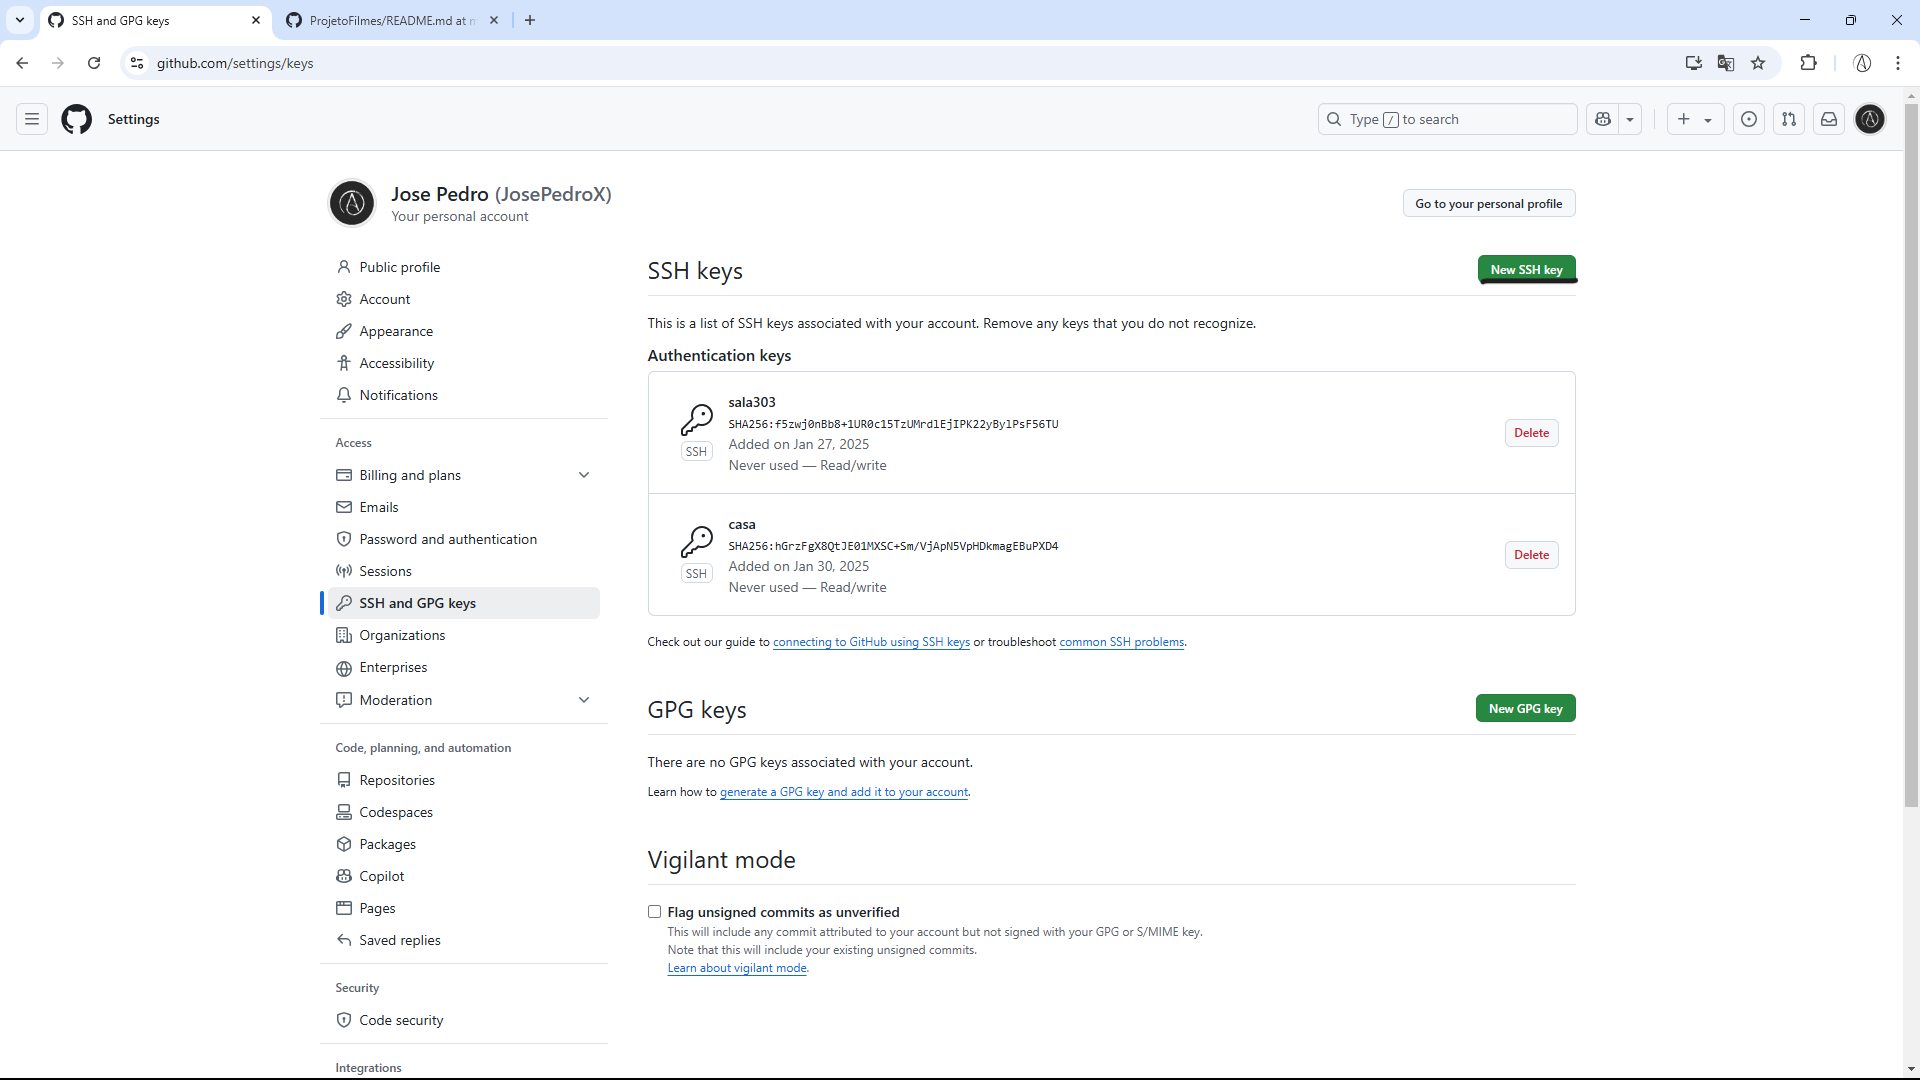 SSH and GPG keys
ProjetoFilmes/README.md at m
github.com/settings/keys
Settings
Type / to search
Jose Pedro (JosePedroX)
Your personal account
Go to your personal profile
Public profile
Account
Appearance
Accessibility
Notifications
Access
Billing and plans
Emails
Password and authentication
Sessions
SSH and GPG keys
Organizations
Enterprises
Moderation
Code, planning, and automation
Repositories
Codespaces
Packages
Copilot
Pages
Saved replies
Security
Code security
Integrations
SSH keys
New SSH key
This is a list of SSH keys associated with your account. Remove any keys that you do not recognize.
Authentication keys
sala303
SHA256:f5zwj0nBb8+1UR0c15TzUMrdlEjIPK22yBylPsF56TU
Added on Jan 27, 2025
Never used — Read/write
SSH
Delete
casa
SHA256:hGrzFgX8QtJE01MXSC+Sm/VjApN5VpHDkmagEBuPXD4
Added on Jan 30, 2025
Never used — Read/write
SSH
Delete
Check out our guide to connecting to GitHub using SSH keys or troubleshoot common SSH problems.
GPG keys
New GPG key
There are no GPG keys associated with your account.
Learn how to generate a GPG key and add it to your account.
Vigilant mode
Flag unsigned commits as unverified
This will include any commit attributed to your account but not signed with your GPG or S/MIME key.
Note that this will include your existing unsigned commits.
Learn about vigilant mode.